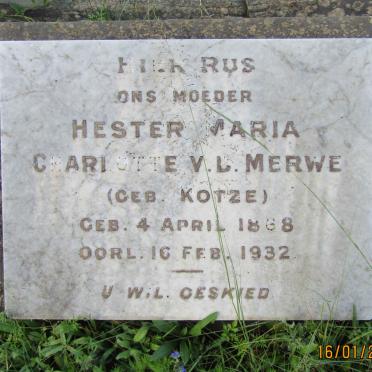 HIER RUS
ONS MOEDER
HESTER MARIA
CHARLOTTE V.D. MERWE
(GEB. KOTZE)
GEB. 4 APRIL 1868
OORL. 16 FEB. 1932
U WIL GESKIED
16/01/2